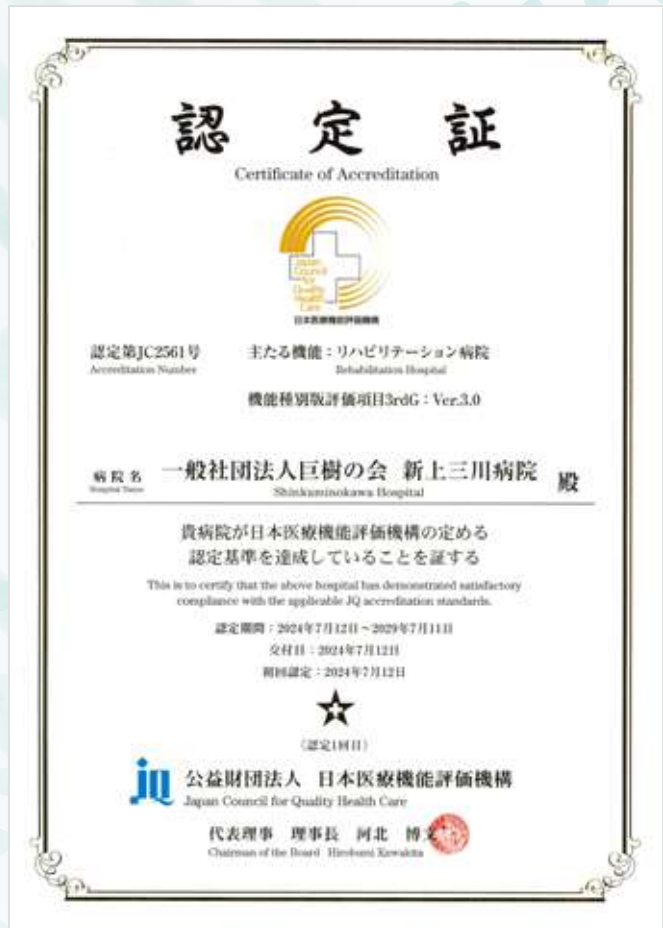 認定証
Certificate of Accreditation
Japan
Council
for
Quality
Health
Care
日本医療機能評価機構
認定第JC2561号
Accreditation Number
主たる機能：リハビリテーション病院
Rehabilitation Hospital
機能種別版評価項目3rdG：Ver.3.0
病院名 一般社団法人巨樹の会 新上三川病院 殿
Hospital Name Shinkaminokawa Hospital
貴病院が日本医療機能評価機構の定める
認定基準を達成していることを証する
This is to certify that the above hospital has demonstrated satisfactory
compliance with the applicable JQ accreditation standards.
認定期間：2024年7月12日～2029年7月11日
交付日：2024年7月12日
初回認定：2024年7月12日
（認定1回目）
jq 公益財団法人 日本医療機能評価機構
Japan Council for Quality Health Care
代表理事 理事長 河北 博文
Chairman of the Board Hirobumi Kawakita